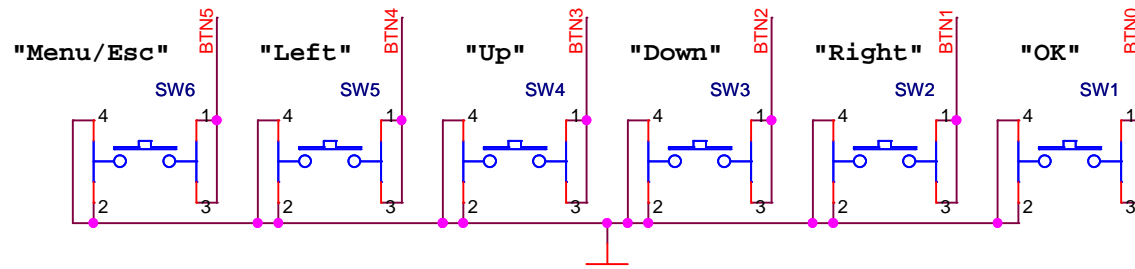 BTN5 BTN4 BTN3 BTN2 BTN1 BTN0
"Menu/Esc" "Left" "Up" "Down" "Right" "OK"
SW6 SW5 SW4 SW3 SW2 SW1
4 1 4 1 4 1 4 1 4 1 4 1
2 3 2 3 2 3 2 3 2 3 2 3